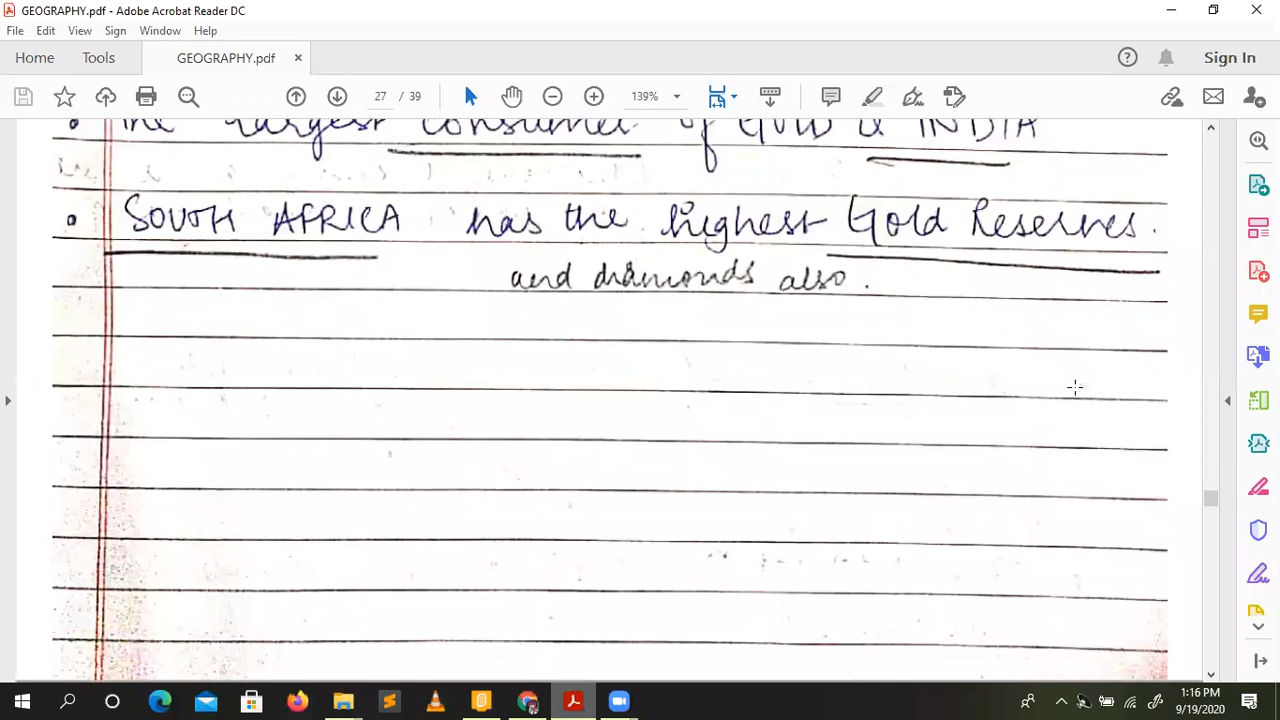 GEOGRAPHY.pdf - Adobe Acrobat Reader DC
File Edit View Sign Window Help
Home Tools GEOGRAPHY.pdf × Sign In
27 / 39 139%
• The largest consumer of Gold is INDIA
• SOUTH AFRICA has the highest Gold Reserves.
and diamonds also.
1:16 PM
9/19/2020